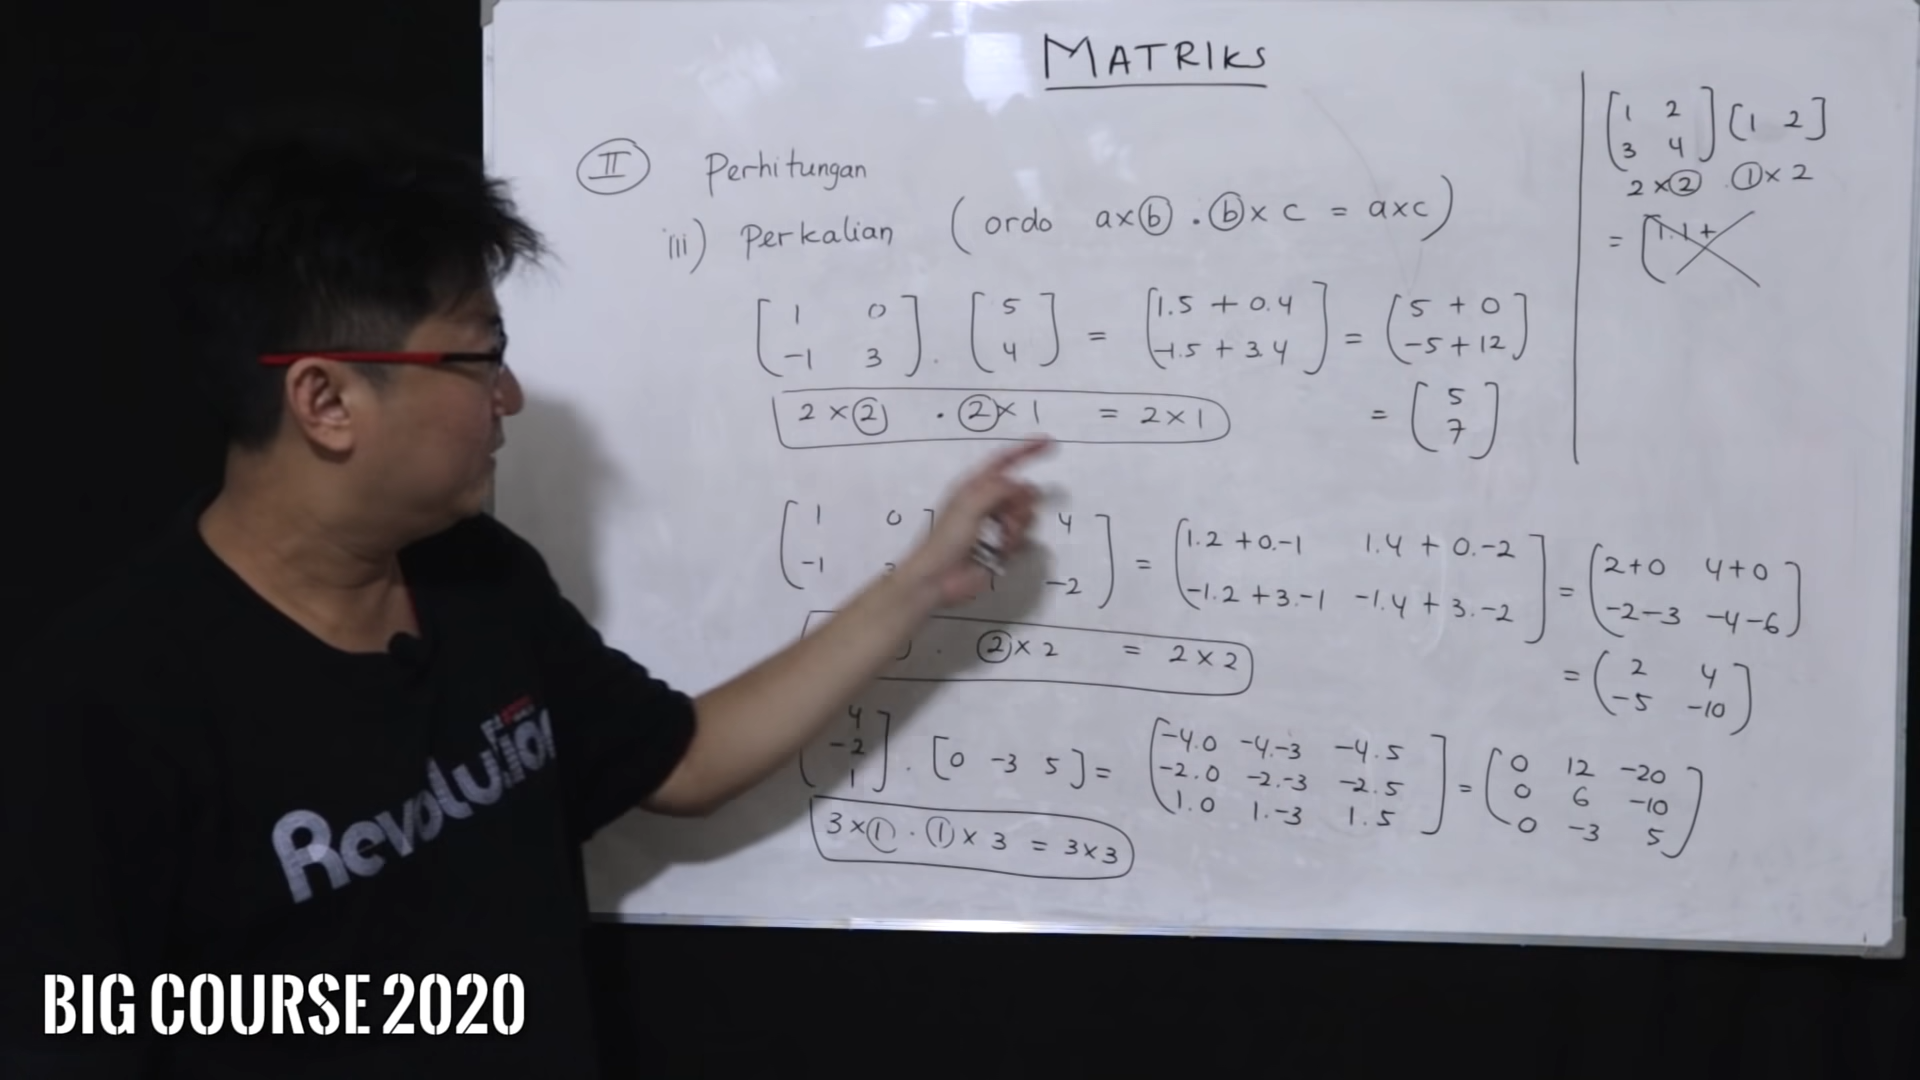 MATRIKS
II Perhitungan
iii) Perkalian ( ordo a×b . b×c = a×c )
[1 0] . [5] = [1.5 + 0.4] = [5 + 0]
[-1 3] [4] [-1.5 + 3.4] [-5 + 12]
2×2 . 2×1 = 2×1
= [5]
[7]
[1 0] [ 4] = [1.2 + 0.-1 1.4 + 0.-2] = [2+0 4+0]
[-1 -2] [-1.2 + 3.-1 -1.4 + 3.-2] [-2-3 -4-6]
. 2×2 = 2×2
= [2 4]
[-5 -10]
4] . [0 -3 5] = [-4.0 -4.-3 -4.5] = [0 12 -20]
-2 [-2.0 -2.-3 -2.5] [0 6 -10]
1 [1.0 1.-3 1.5] [0 -3 5]
3×1 . 1×3 = 3×3
[1 2] [1 2]
[3 4]
2×2 . 1×2
= [1.1+
Revolution
BIG COURSE 2020